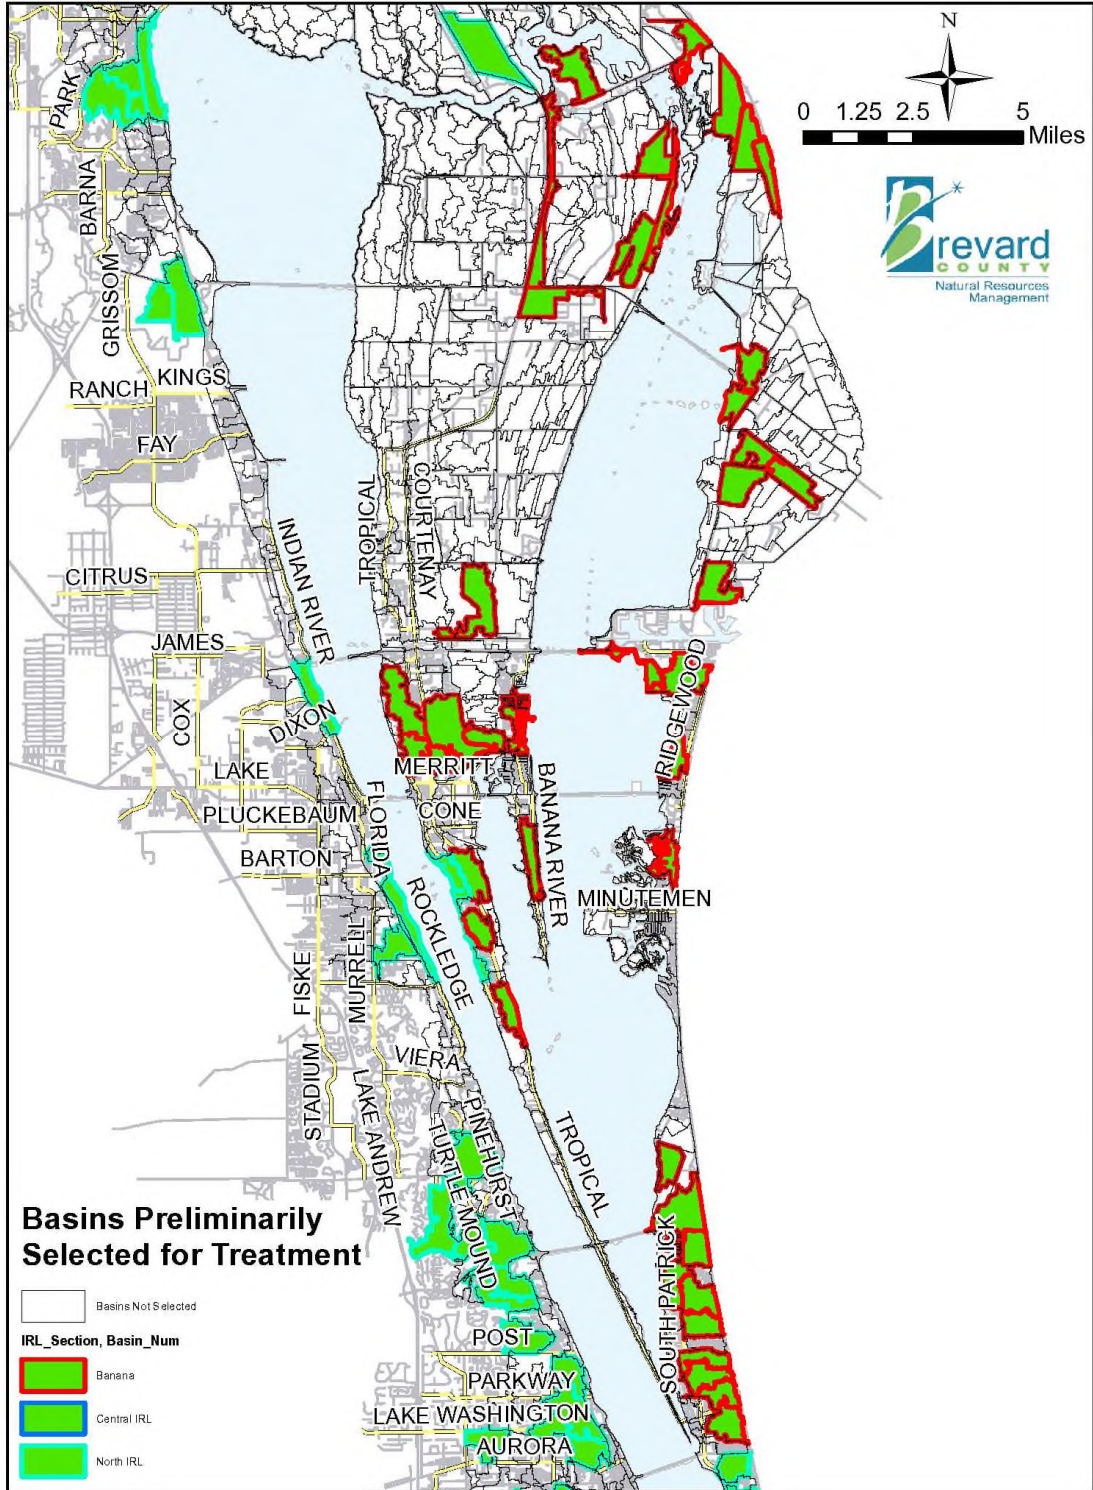 N
0 1.25 2.5 5
Miles
Brevard
COUNTY
Natural Resources
Management
PARK
BARNA
GRISSOM
KINGS
RANCH
FAY
TROPICAL
COURTENAY
INDIAN RIVER
CITRUS
JAMES
COX
DIXON
RIDGEWOOD
LAKE
MERRITT
BANANA RIVER
FLORIDA
CONE
PLUCKEBAUM
BARTON
ROCKLEDGE
MINUTEMEN
MURRELL
FISKE
VIERA
STADIUM
LAKE ANDREW
PINEHURST
TURTLE MOUND
TROPICAL
SOUTH PATRICK
POST
PARKWAY
LAKE WASHINGTON
AURORA
Basins Preliminarily
Selected for Treatment
Basins Not Selected
IRL_Section, Basin_Num
Banana
Central IRL
North IRL